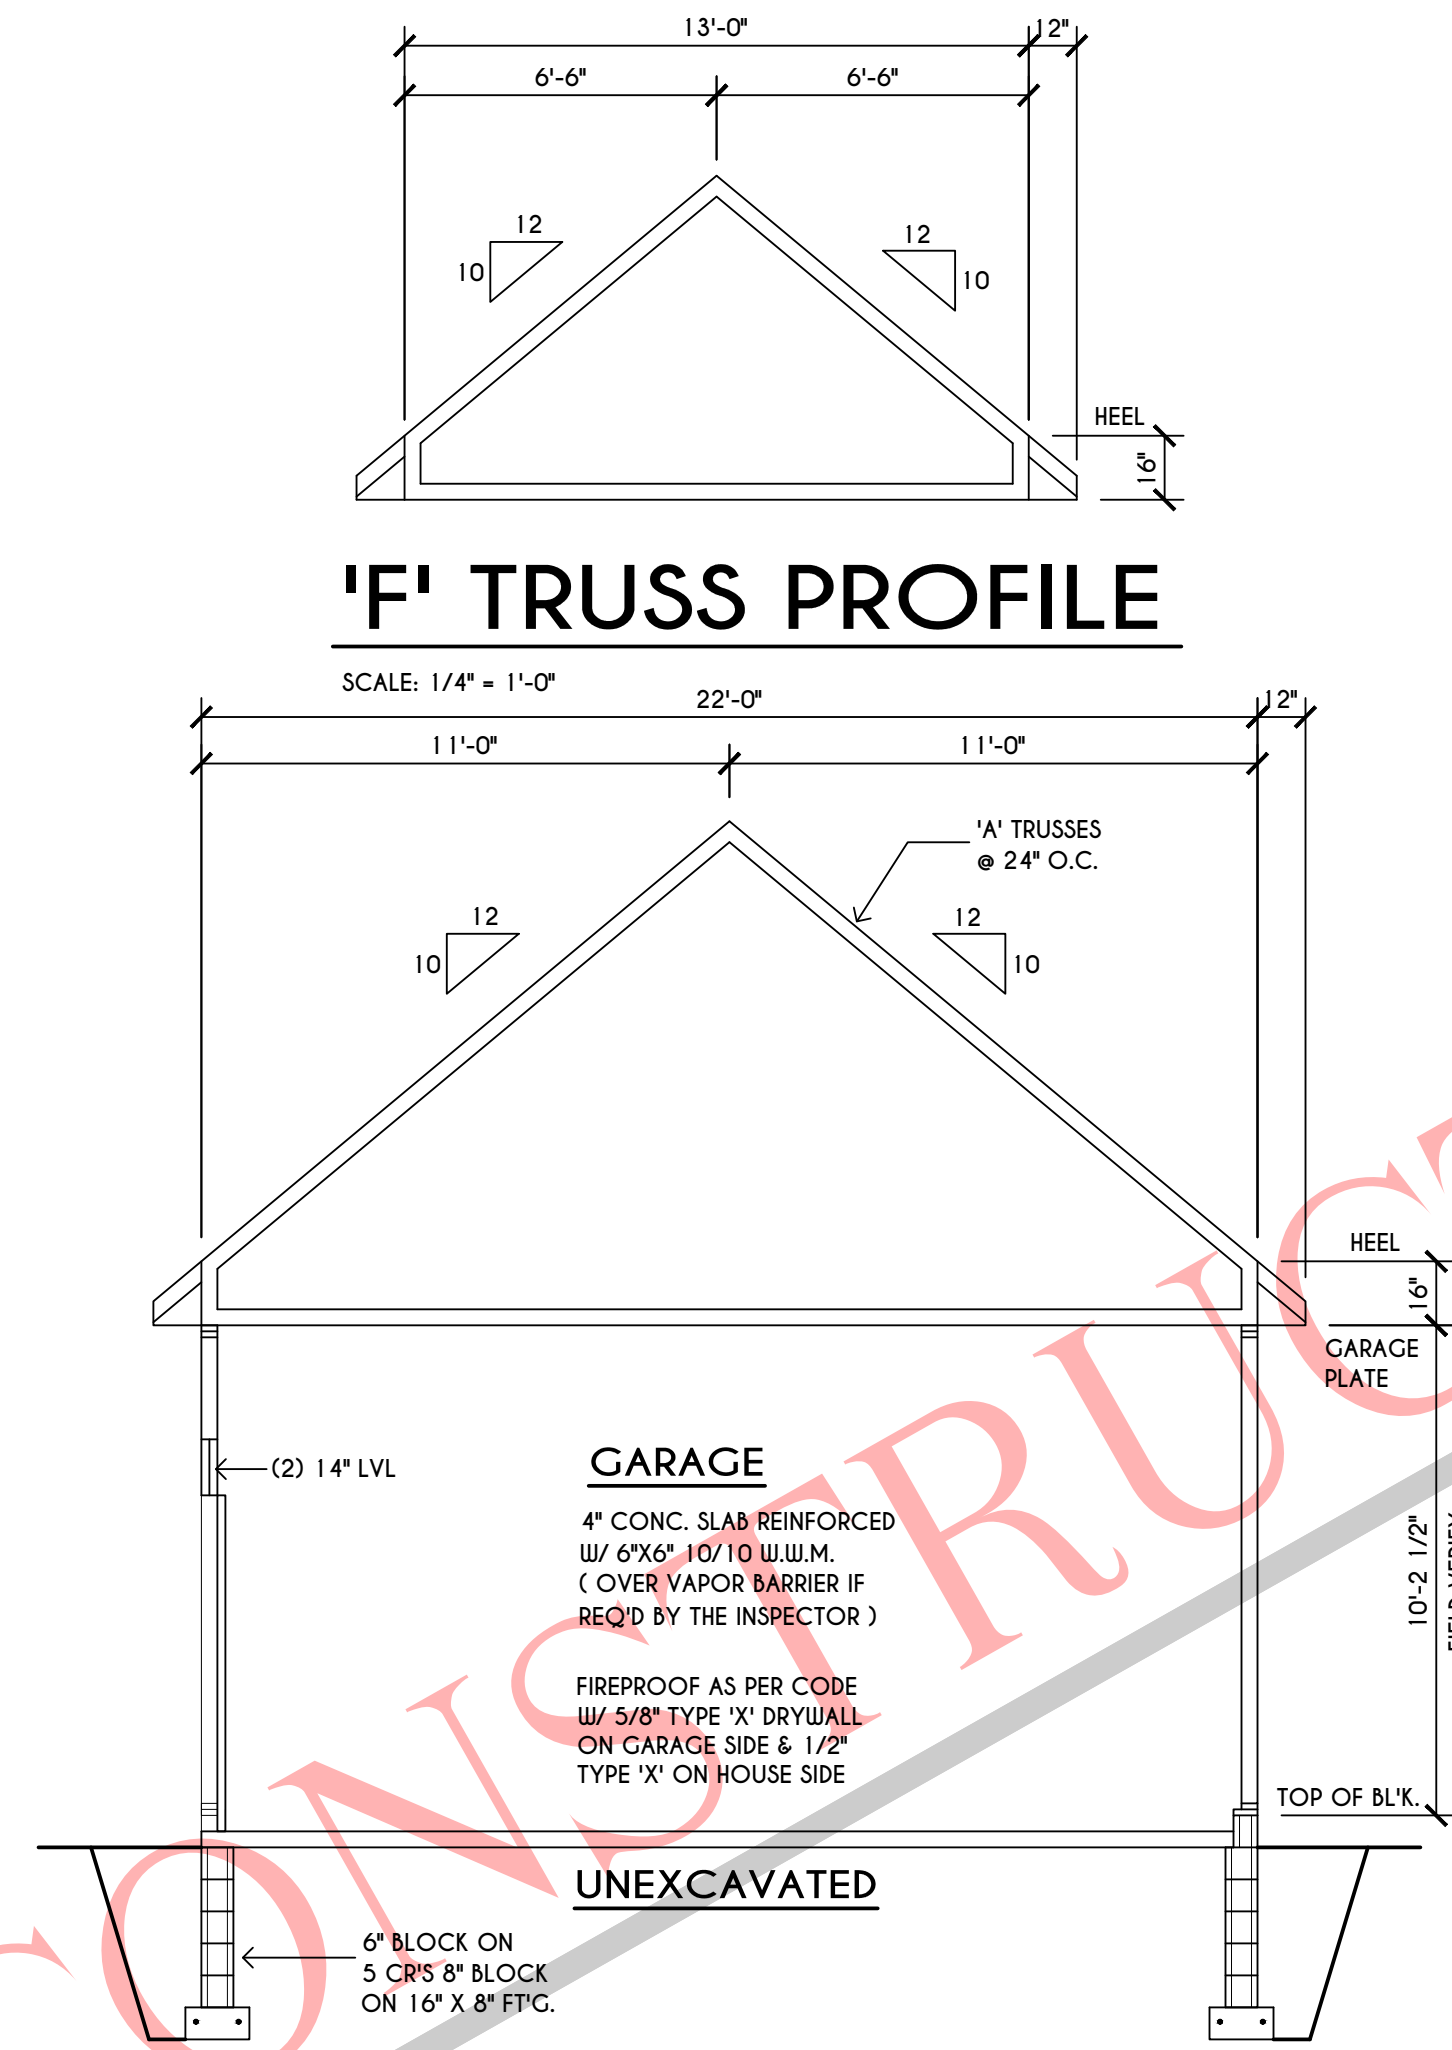 13'-0"
12"
6'-6"
6'-6"
12
10
12
10
HEEL
16"
'F' TRUSS PROFILE
SCALE: 1/4" = 1'-0"
22'-0"
12"
11'-0"
11'-0"
'A' TRUSSES
@ 24" O.C.
12
10
12
10
HEEL
16"
GARAGE
PLATE
(2) 14" LVL
GARAGE
4" CONC. SLAB REINFORCED
W/ 6"X6" 10/10 W.W.M.
( OVER VAPOR BARRIER IF
REQ'D BY THE INSPECTOR )
10'-2 1/2"
FIELD VERIFY
FIREPROOF AS PER CODE
W/ 5/8" TYPE 'X' DRYWALL
ON GARAGE SIDE & 1/2"
TYPE 'X' ON HOUSE SIDE
TOP OF BL'K.
UNEXCAVATED
6" BLOCK ON
5 CR'S 8" BLOCK
ON 16" X 8" FT'G.
CONSTRUCT